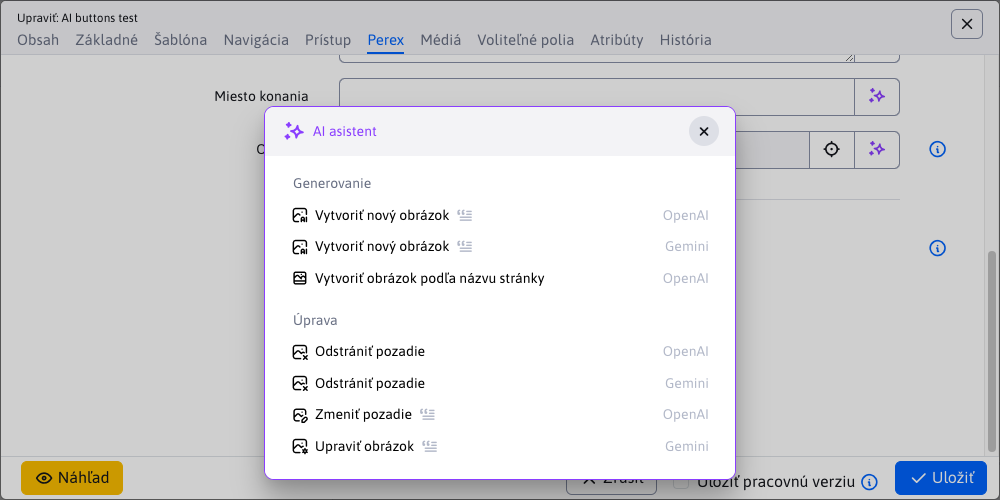 Upraviť: AI buttons test
Obsah Základné Šablóna Navigácia Prístup Perex Médiá Voliteľné polia Atribúty História
Miesto konania
AI asistent
Generovanie
Vytvoriť nový obrázok OpenAI
Vytvoriť nový obrázok Gemini
Vytvoriť obrázok podľa názvu stránky OpenAI
Úprava
Odstrániť pozadie OpenAI
Odstrániť pozadie Gemini
Zmeniť pozadie OpenAI
Upraviť obrázok Gemini
Náhľad Zrušiť Uložiť pracovnú verziu Uložiť